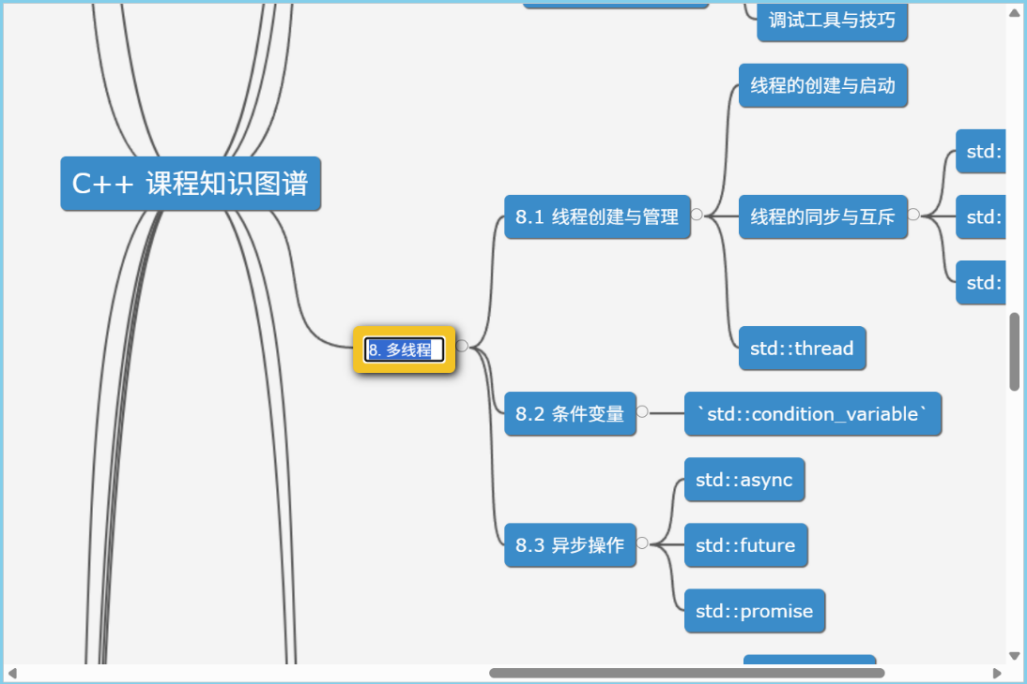 调试工具与技巧
线程的创建与启动
C++ 课程知识图谱
std:
8.1 线程创建与管理
线程的同步与互斥
std:
std:
8. 多线程
std::thread
8.2 条件变量
`std::condition_variable`
std::async
8.3 异步操作
std::future
std::promise